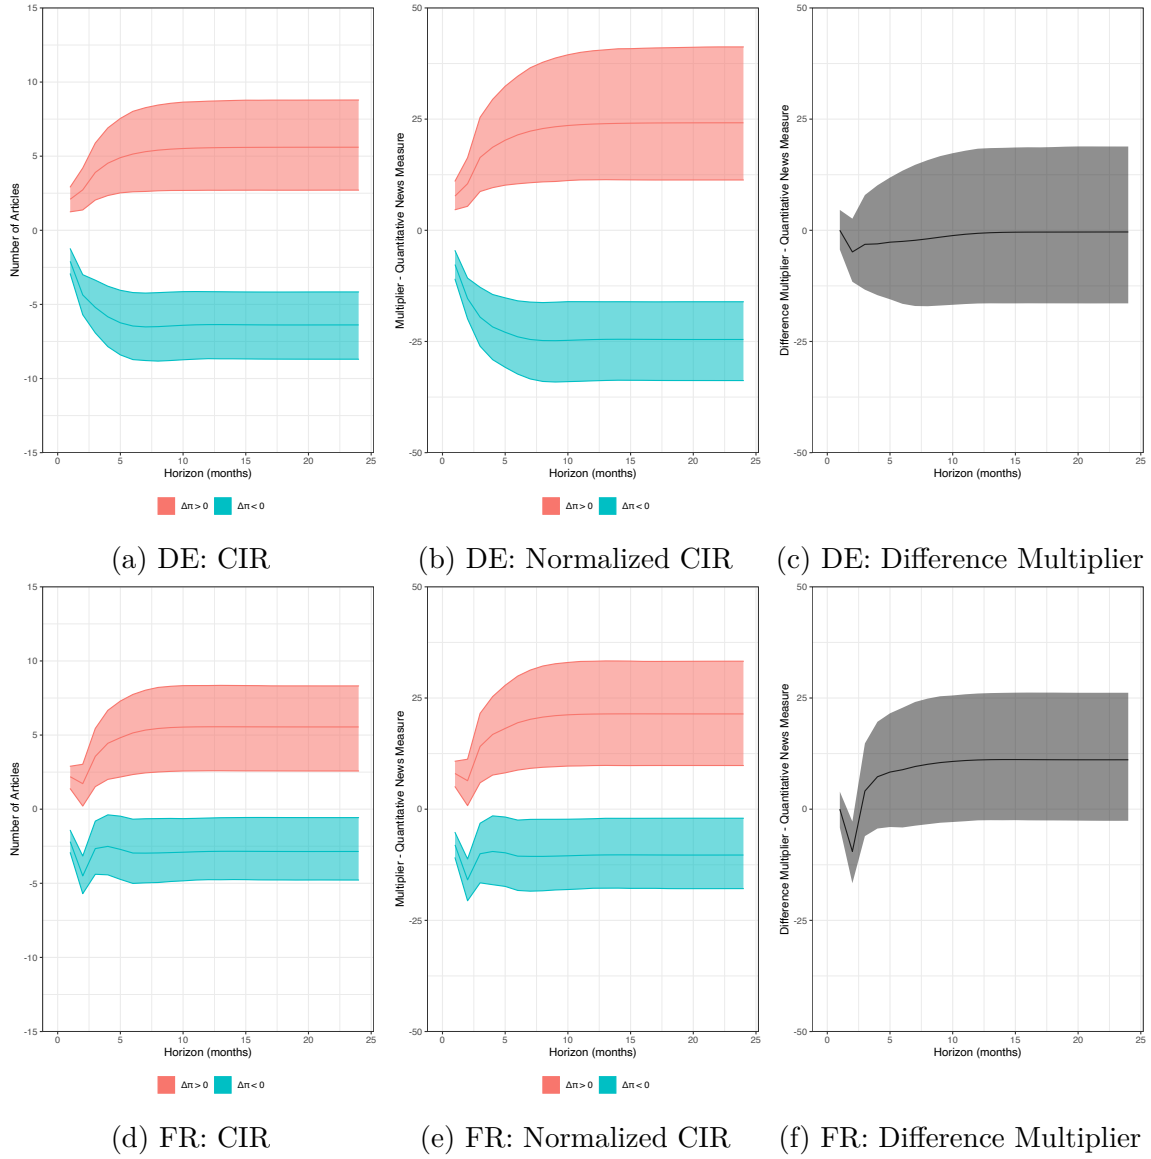 15
10
5
0
-5
-10
-15
Number of Articles
0 5 10 15 20 25
Horizon (months)
Δπ > 0 Δπ < 0
50
25
0
-25
-50
Multiplier - Quantitative News Measure
0 5 10 15 20 25
Horizon (months)
Δπ > 0 Δπ < 0
50
25
0
-25
-50
Difference Multiplier - Quantitative News Measure
0 5 10 15 20 25
Horizon (months)
(a) DE: CIR (b) DE: Normalized CIR (c) DE: Difference Multiplier
15
10
5
0
-5
-10
-15
Number of Articles
0 5 10 15 20 25
Horizon (months)
Δπ > 0 Δπ < 0
50
25
0
-25
-50
Multiplier - Quantitative News Measure
0 5 10 15 20 25
Horizon (months)
Δπ > 0 Δπ < 0
50
25
0
-25
-50
Difference Multiplier - Quantitative News Measure
0 5 10 15 20 25
Horizon (months)
(d) FR: CIR (e) FR: Normalized CIR (f) FR: Difference Multiplier